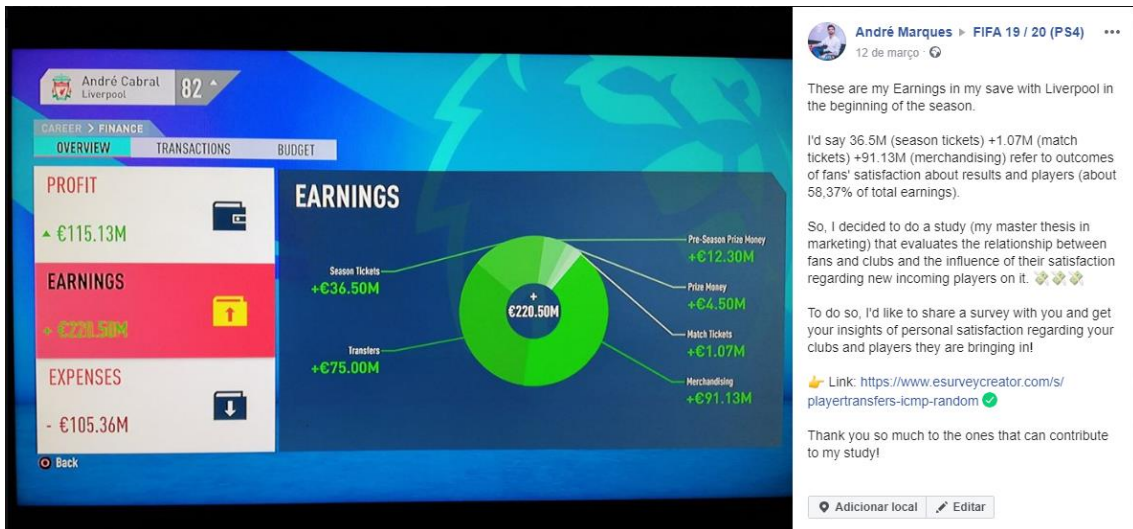 André Cabral
Liverpool
82
CAREER > FINANCE
OVERVIEW TRANSACTIONS BUDGET
PROFIT
€115.13M
EARNINGS
+ €220.50M
EXPENSES
- €105.36M
Back
EARNINGS
Season Tickets
+€36.50M
Transfers
+€75.00M
+
€220.50M
Pre-Season Prize Money
+€12.30M
Prize Money
+€4.50M
Match Tickets
+€1.07M
Merchandising
+€91.13M
André Marques ▸ FIFA 19 / 20 (PS4)
12 de março ·
These are my Earnings in my save with Liverpool in
the beginning of the season.
I'd say 36.5M (season tickets) +1.07M (match
tickets) +91.13M (merchandising) refer to outcomes
of fans' satisfaction about results and players (about
58,37% of total earnings).
So, I decided to do a study (my master thesis in
marketing) that evaluates the relationship between
fans and clubs and the influence of their satisfaction
regarding new incoming players on it. 💸💸💸
To do so, I'd like to share a survey with you and get
your insights of personal satisfaction regarding your
clubs and players they are bringing in!
👉 Link: https://www.esurveycreator.com/s/
playertransfers-icmp-random ✅
Thank you so much to the ones that can contribute
to my study!
Adicionar local Editar